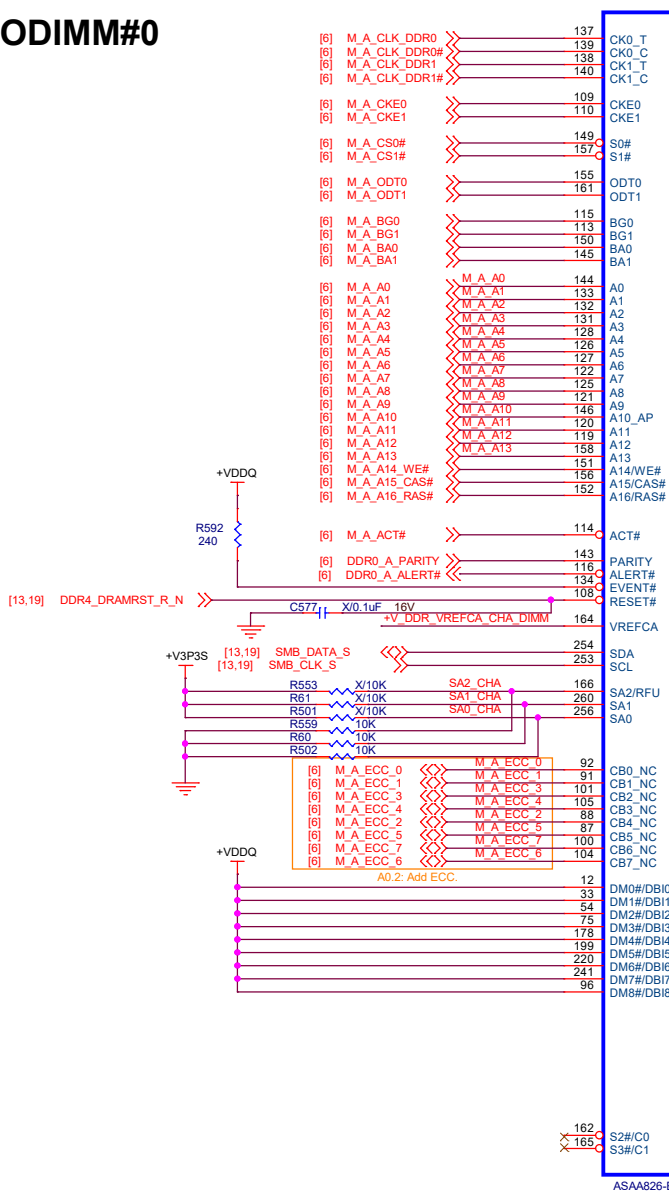 ODIMM#0
[6] M_A_CLK_DDR0 137 CK0_T
[6] M_A_CLK_DDR0# 139 CK0_C
[6] M_A_CLK_DDR1 138 CK1_T
[6] M_A_CLK_DDR1# 140 CK1_C
[6] M_A_CKE0 109 CKE0
[6] M_A_CKE1 110 CKE1
[6] M_A_CS0# 149 S0#
[6] M_A_CS1# 157 S1#
[6] M_A_ODT0 155 ODT0
[6] M_A_ODT1 161 ODT1
[6] M_A_BG0 115 BG0
[6] M_A_BG1 113 BG1
[6] M_A_BA0 150 BA0
[6] M_A_BA1 145 BA1
[6] M_A_A0 M_A_A0 144 A0
[6] M_A_A1 M_A_A1 133 A1
[6] M_A_A2 M_A_A2 132 A2
[6] M_A_A3 M_A_A3 131 A3
[6] M_A_A4 M_A_A4 128 A4
[6] M_A_A5 M_A_A5 126 A5
[6] M_A_A6 M_A_A6 127 A6
[6] M_A_A7 M_A_A7 122 A7
[6] M_A_A8 M_A_A8 125 A8
[6] M_A_A9 M_A_A9 121 A9
[6] M_A_A10 M_A_A10 146 A10_AP
[6] M_A_A11 M_A_A11 120 A11
[6] M_A_A12 M_A_A12 119 A12
[6] M_A_A13 M_A_A13 158 A13
[6] M_A_A14_WE# 151 A14/WE#
[6] M_A_A15_CAS# 156 A15/CAS#
[6] M_A_A16_RAS# 152 A16/RAS#
+VDDQ
R592
240
[6] M_A_ACT# 114 ACT#
[6] DDR0_A_PARITY 143 PARITY
[6] DDR0_A_ALERT# 116 ALERT#
134 EVENT#
[13,19] DDR4_DRAMRST_R_N 108 RESET#
C577 X/0.1uF 16V
+V_DDR_VREFCA_CHA_DIMM 164 VREFCA
[13,19] SMB_DATA_S 254 SDA
[13,19] SMB_CLK_S 253 SCL
+V3P3S
R553 X/10K SA2_CHA 166 SA2/RFU
R61 X/10K SA1_CHA 260 SA1
R501 X/10K SA0_CHA 256 SA0
R559 10K
R60 10K
R502 10K
[6] M_A_ECC_0 M_A_ECC_0 92 CB0_NC
[6] M_A_ECC_1 M_A_ECC_1 91 CB1_NC
[6] M_A_ECC_3 M_A_ECC_3 101 CB2_NC
[6] M_A_ECC_4 M_A_ECC_4 105 CB3_NC
[6] M_A_ECC_2 M_A_ECC_2 88 CB4_NC
[6] M_A_ECC_5 M_A_ECC_5 87 CB5_NC
[6] M_A_ECC_7 M_A_ECC_7 100 CB6_NC
[6] M_A_ECC_6 M_A_ECC_6 104 CB7_NC
A0.2: Add ECC.
+VDDQ
12 DM0#/DBI0
33 DM1#/DBI1
54 DM2#/DBI2
75 DM3#/DBI3
178 DM4#/DBI4
199 DM5#/DBI5
220 DM6#/DBI6
241 DM7#/DBI7
96 DM8#/DBI8
162 S2#/C0
165 S3#/C1
ASAA826-